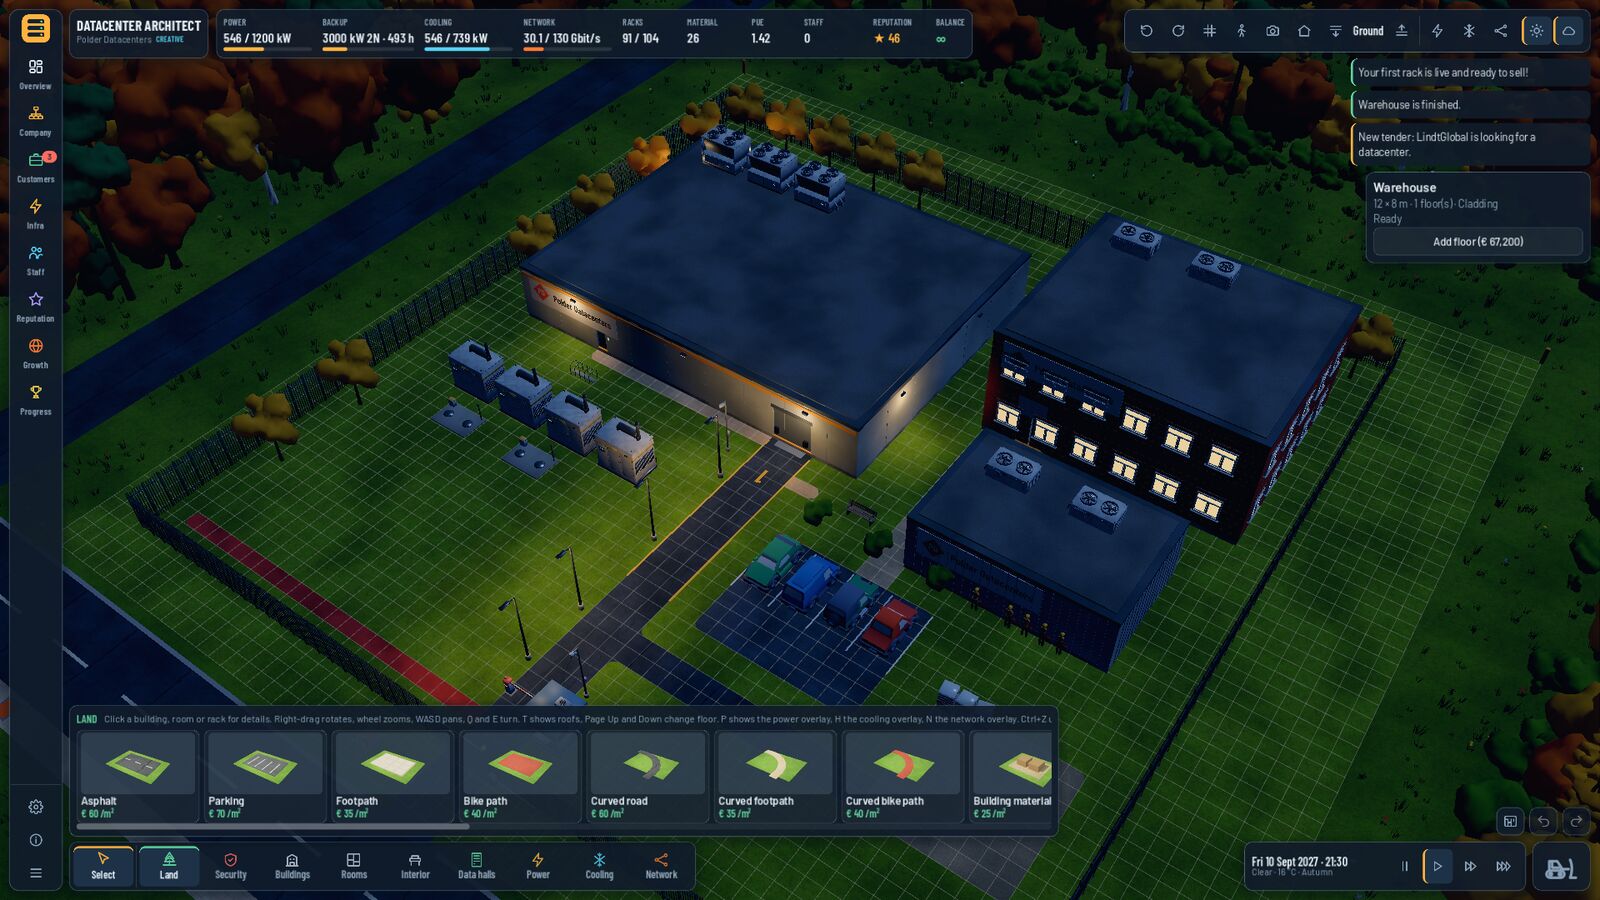 DATACENTER ARCHITECT
Polder Datacenters CREATIVE
POWER
546 / 1200 kW
BACKUP
3000 kW 2N · 493 h
COOLING
546 / 739 kW
NETWORK
30.1 / 130 Gbit/s
RACKS
91 / 104
MATERIAL
26
PUE
1.42
STAFF
0
REPUTATION
★ 46
BALANCE
∞
Ground
Overview
Company
3
Customers
Infra
Staff
Reputation
Growth
Progress
Your first rack is live and ready to sell!
Warehouse is finished.
New tender: LindtGlobal is looking for a
datacenter.
Warehouse
12 × 8 m · 1 floor(s) · Cladding
Ready
Add floor (€ 67,200)
Polder Datacenters
Polder Datacenters
LAND Click a building, room or rack for details. Right-drag rotates, wheel zooms, WASD pans, Q and E turn. T shows roofs, Page Up and Down change floor. P shows the power overlay, H the cooling overlay, N the network overlay. Ctrl+Z
Asphalt
€ 60 /m²
Parking
€ 70 /m²
Footpath
€ 35 /m²
Bike path
€ 40 /m²
Curved road
€ 60 /m²
Curved footpath
€ 35 /m²
Curved bike path
€ 40 /m²
Building material
€ 25 /m²
Select
Land
Security
Buildings
Rooms
Interior
Data halls
Power
Cooling
Network
Fri 10 Sept 2027 · 21:30
Clear · 16°C · Autumn